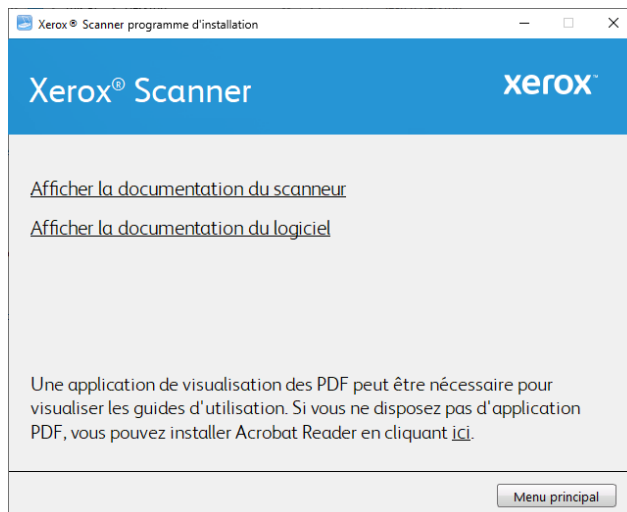 Xerox® Scanner programme d'installation
Xerox® Scanner
xerox™
Afficher la documentation du scanneur
Afficher la documentation du logiciel
Une application de visualisation des PDF peut être nécessaire pour
visualiser les guides d'utilisation. Si vous ne disposez pas d'application
PDF, vous pouvez installer Acrobat Reader en cliquant ici.
Menu principal